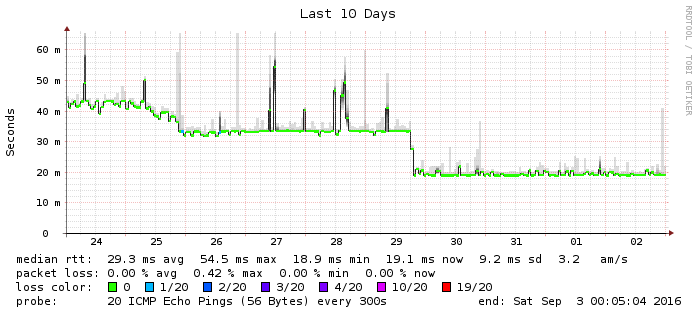 Last 10 Days
RRDTOOL / TOBI OETIKER
Seconds
60 m
50 m
40 m
30 m
20 m
10 m
0
24 25 26 27 28 29 30 31 01 02
median rtt: 29.3 ms avg 54.5 ms max 18.9 ms min 19.1 ms now 9.2 ms sd 3.2 am/s
packet loss: 0.00 % avg 0.42 % max 0.00 % min 0.00 % now
loss color: 0 1/20 2/20 3/20 4/20 10/20 19/20
probe: 20 ICMP Echo Pings (56 Bytes) every 300s end: Sat Sep 3 00:05:04 2016